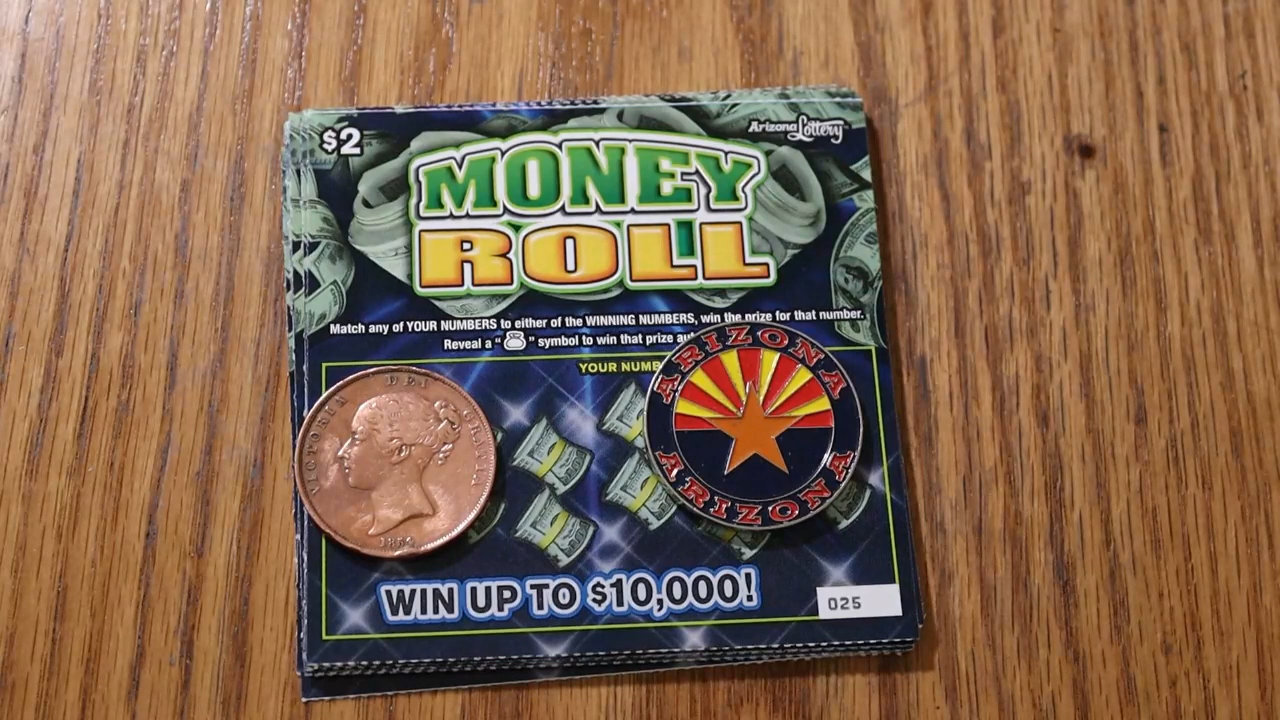 $2
Arizona Lottery
MONEY
ROLL
Match any of YOUR NUMBERS to either of the WINNING NUMBERS, win the prize for that number.
Reveal a " " symbol to win that prize
YOUR
ARIZONA
ARIZONA
VICTORIA DEI GRATIA
WIN UP TO $10,000!
025